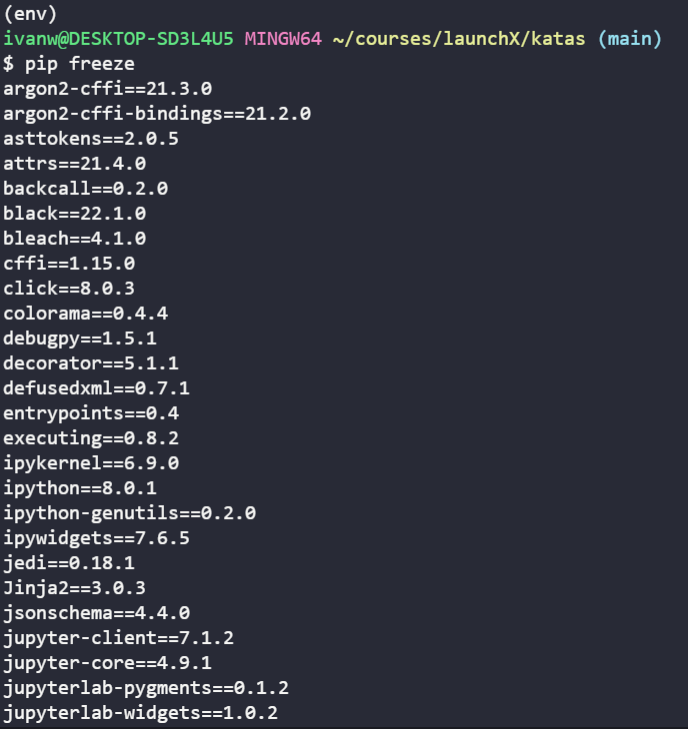 (env)
ivanw@DESKTOP-SD3L4U5 MINGW64 ~/courses/launchX/katas (main)
$ pip freeze
argon2-cffi==21.3.0
argon2-cffi-bindings==21.2.0
asttokens==2.0.5
attrs==21.4.0
backcall==0.2.0
black==22.1.0
bleach==4.1.0
cffi==1.15.0
click==8.0.3
colorama==0.4.4
debugpy==1.5.1
decorator==5.1.1
defusedxml==0.7.1
entrypoints==0.4
executing==0.8.2
ipykernel==6.9.0
ipython==8.0.1
ipython-genutils==0.2.0
ipywidgets==7.6.5
jedi==0.18.1
Jinja2==3.0.3
jsonschema==4.4.0
jupyter-client==7.1.2
jupyter-core==4.9.1
jupyterlab-pygments==0.1.2
jupyterlab-widgets==1.0.2